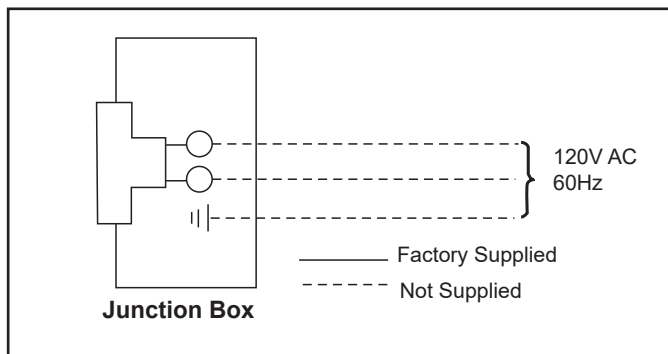 120V AC
60Hz
Factory Supplied
Not Supplied
Junction Box